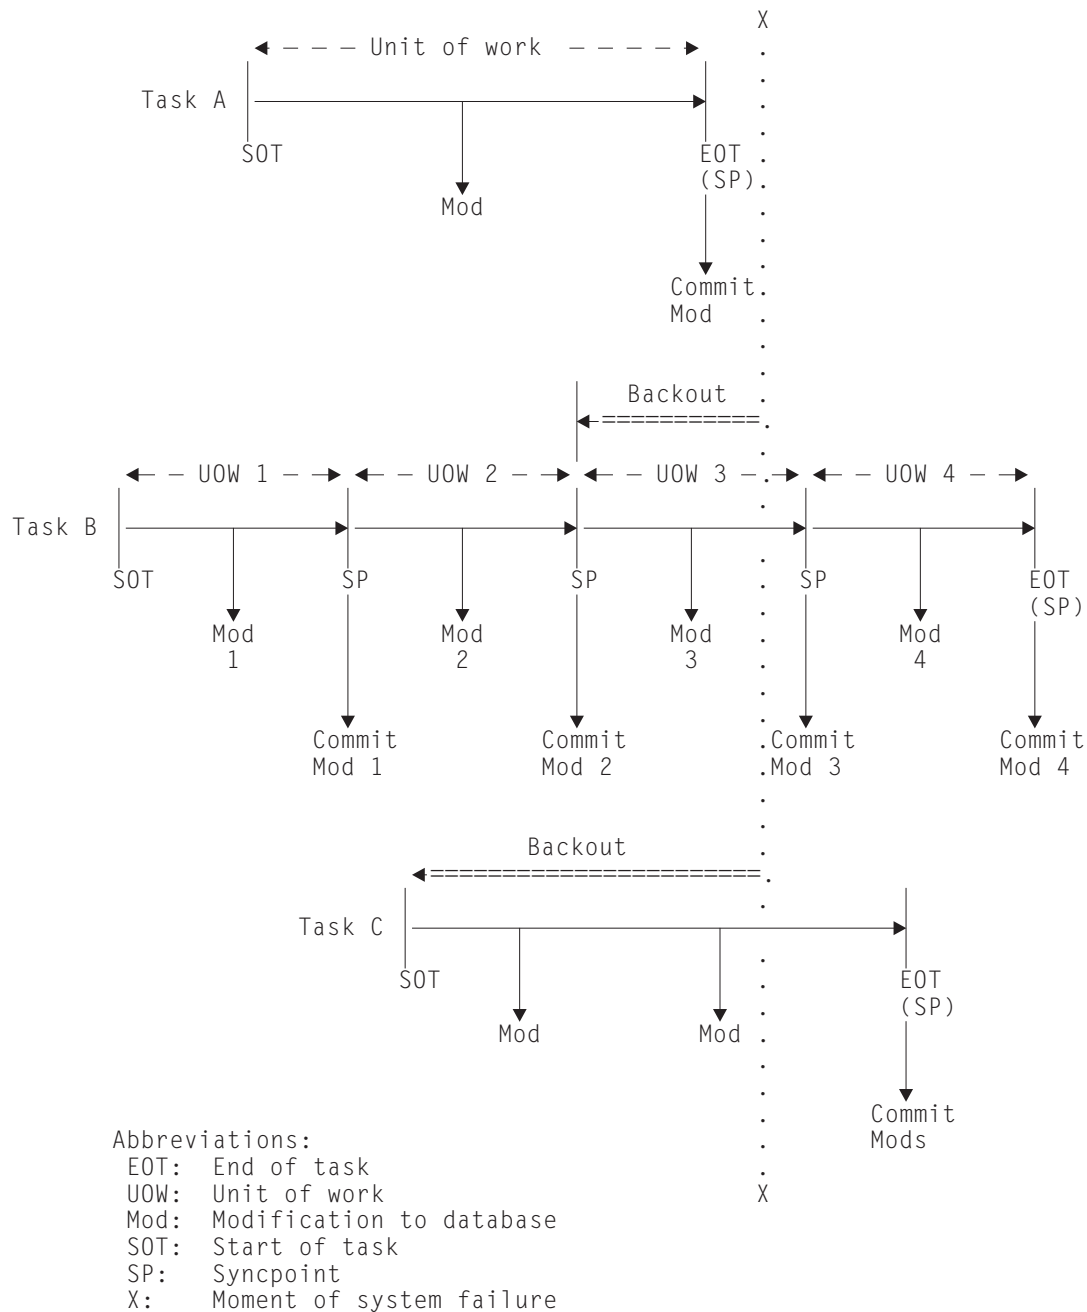 X
Unit of work
Task A
SOT
EOT
(SP)
Mod
Commit
Mod
Backout
UOW 1 UOW 2 UOW 3 UOW 4
Task B
SOT SP SP SP EOT
(SP)
Mod Mod Mod Mod
1 2 3 4
Commit Commit Commit Commit
Mod 1 Mod 2 Mod 3 Mod 4
Backout
Task C
SOT EOT
(SP)
Mod Mod
Commit
Mods
Abbreviations:
EOT: End of task
UOW: Unit of work
X
Mod: Modification to database
SOT: Start of task
SP: Syncpoint
X: Moment of system failure